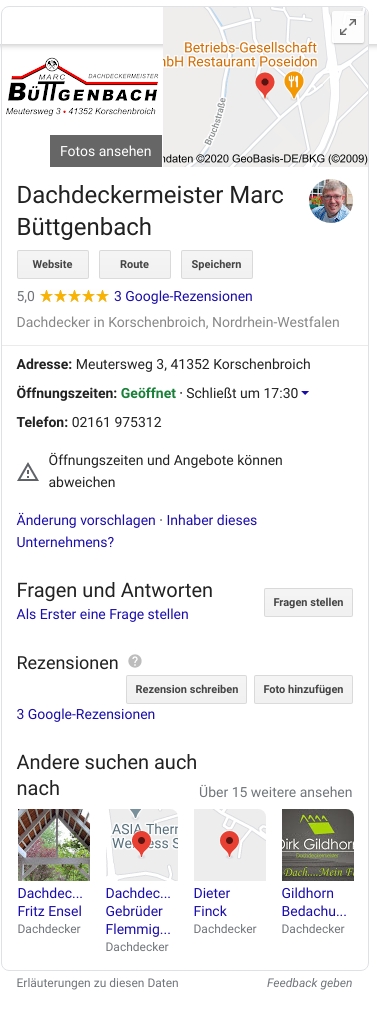 Betriebs-Gesellschaft
mbH Restaurant Poseidon
Bruchstraße
MARC
DACHDECKERMEISTER
BÜTTGENBACH
Meutersweg 3 • 41352 Korschenbroich
Fotos ansehen
ndaten ©2020 GeoBasis-DE/BKG (©2009)
Dachdeckermeister Marc
Büttgenbach
Website
Route
Speichern
5,0 ★★★★★ 3 Google-Rezensionen
Dachdecker in Korschenbroich, Nordrhein-Westfalen
Adresse: Meutersweg 3, 41352 Korschenbroich
Öffnungszeiten: Geöffnet · Schließt um 17:30
Telefon: 02161 975312
Öffnungszeiten und Angebote können
abweichen
Änderung vorschlagen · Inhaber dieses
Unternehmens?
Fragen und Antworten
Als Erster eine Frage stellen
Fragen stellen
Rezensionen ?
Rezension schreiben
Foto hinzufügen
3 Google-Rezensionen
Andere suchen auch
nach
Über 15 weitere ansehen
ASIA Therm
Wellness S
Dirk Gildhorn
Dachdeckermeister
Dach....Mein F
Dachdec...
Fritz Ensel
Dachdecker
Dachdec...
Gebrüder
Flemmig...
Dachdecker
Dieter
Finck
Dachdecker
Gildhorn
Bedachu...
Dachdecker
Erläuterungen zu diesen Daten
Feedback geben